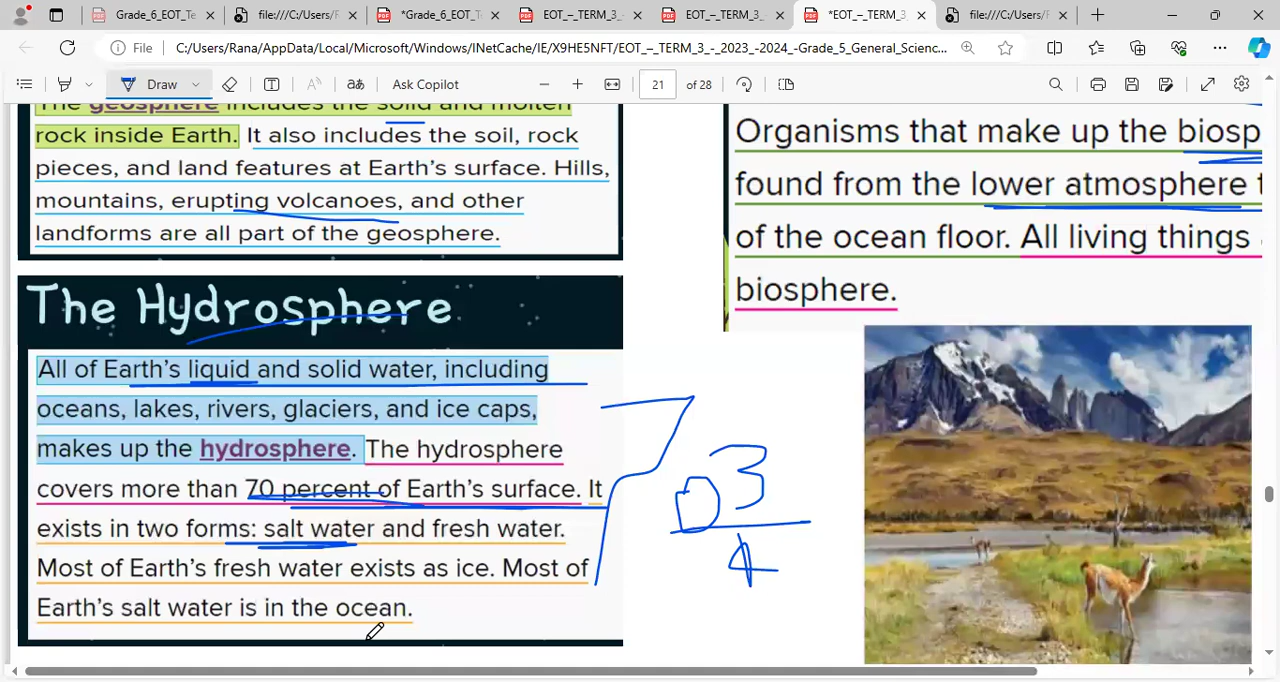 Grade_6_EOT_Te
file:///C:/Users/F
*Grade_6_EOT_T
EOT_–_TERM_3_
EOT_–_TERM_3_
*EOT_–_TERM_3_
file:///C:/Users/F
File
C:/Users/Rana/AppData/Local/Microsoft/Windows/INetCache/IE/X9HE5NFT/EOT_–_TERM_3_-_2023_-2024_-Grade_5_General_Scienc...
Draw
Ask Copilot
21 of 28
The geosphere includes the solid and molten
rock inside Earth. It also includes the soil, rock
pieces, and land features at Earth’s surface. Hills,
mountains, erupting volcanoes, and other
landforms are all part of the geosphere.
The Hydrosphere
All of Earth’s liquid and solid water, including
oceans, lakes, rivers, glaciers, and ice caps,
makes up the hydrosphere. The hydrosphere
covers more than 70 percent of Earth’s surface. It
exists in two forms: salt water and fresh water.
Most of Earth’s fresh water exists as ice. Most of
Earth’s salt water is in the ocean.
3
4
Organisms that make up the biosp
found from the lower atmosphere t
of the ocean floor. All living things
biosphere.